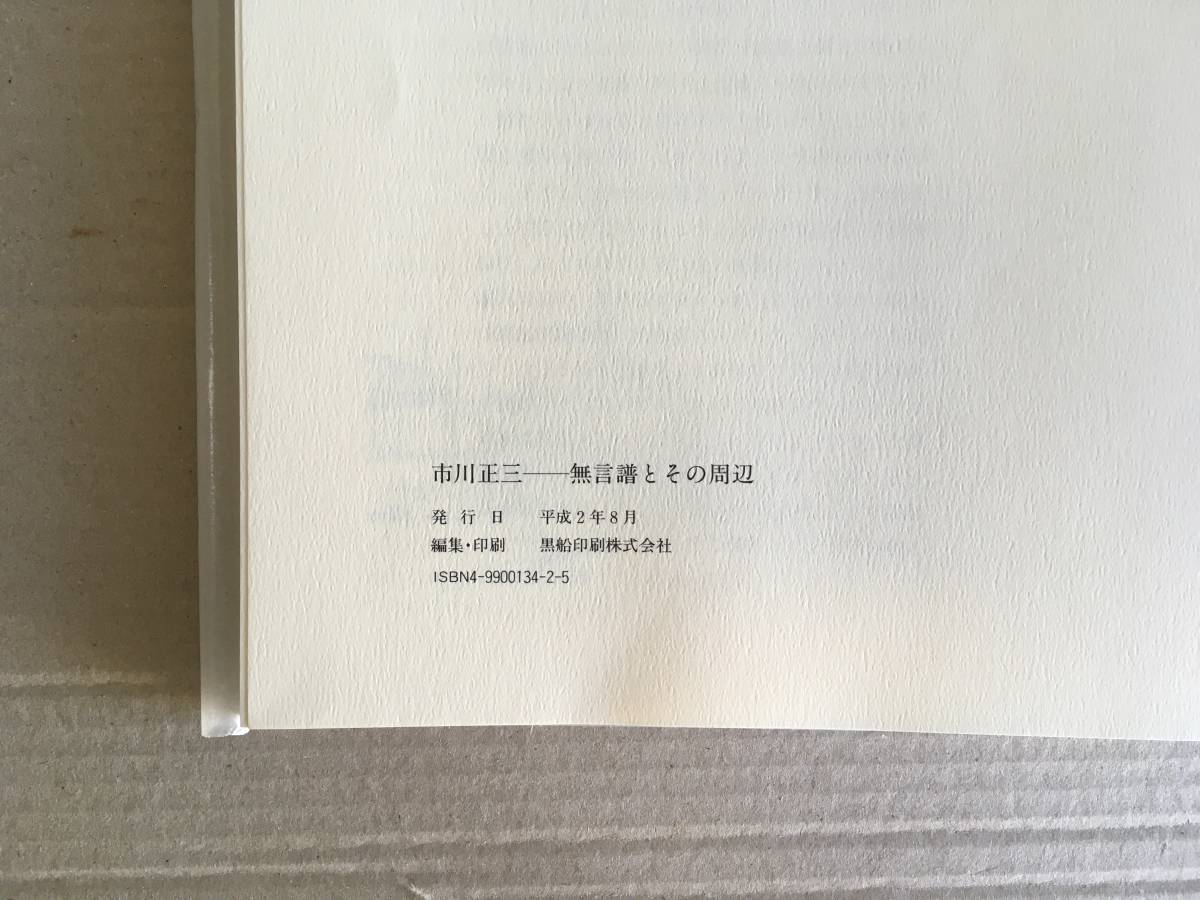 市川正三――無言譜とその周辺
発行日 平成2年8月
編集・印刷 黒船印刷株式会社
ISBN4-9900134-2-5